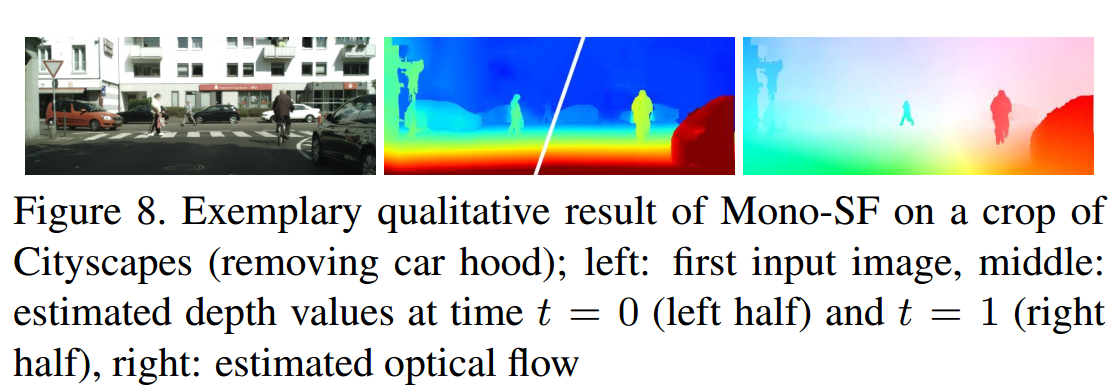 Figure 8. Exemplary qualitative result of Mono-SF on a crop of
Cityscapes (removing car hood); left: first input image, middle:
estimated depth values at time t = 0 (left half) and t = 1 (right
half), right: estimated optical flow